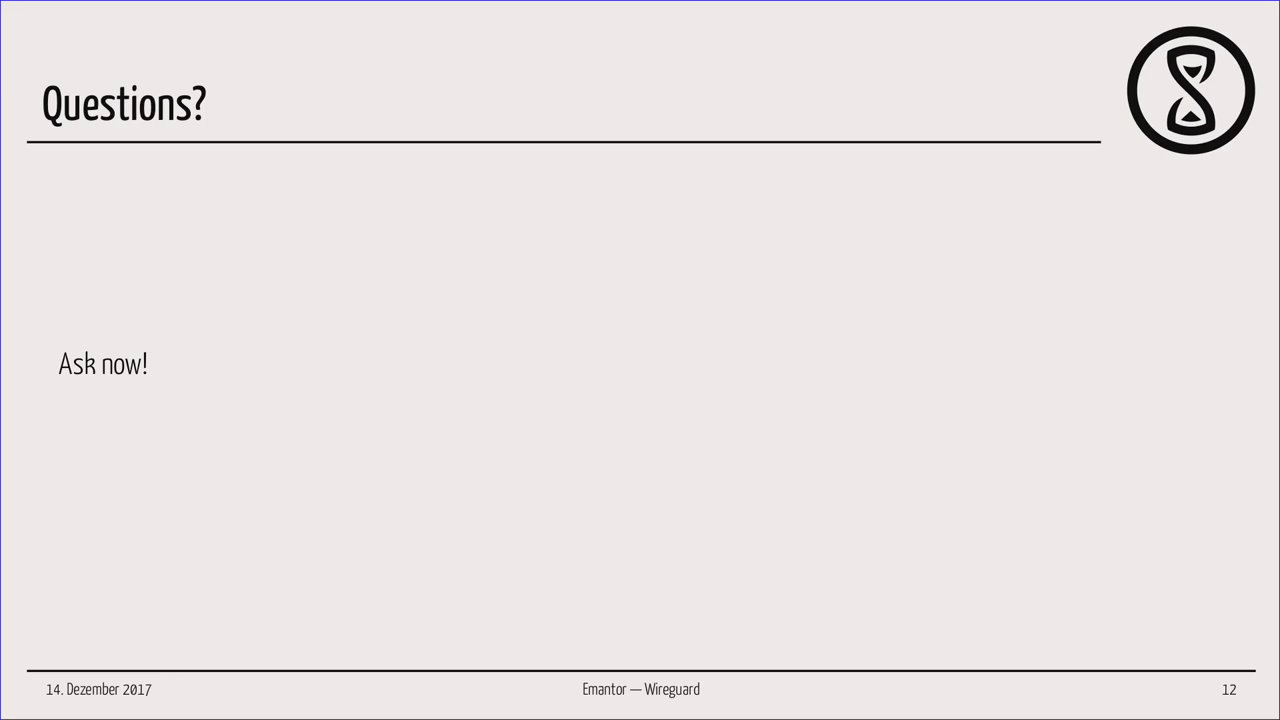 Questions?
Ask now!
14. Dezember 2017
Emantor — Wireguard
12